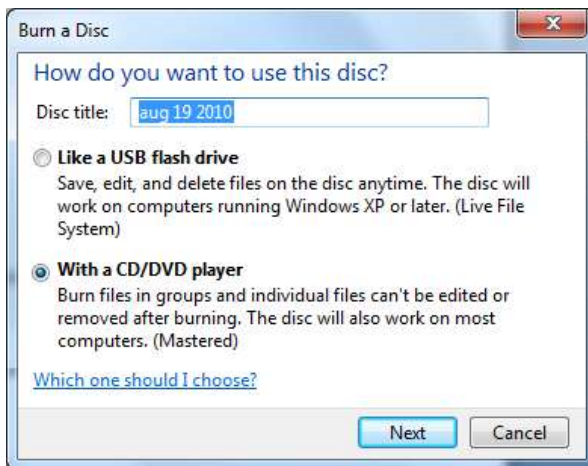 Burn a Disc
How do you want to use this disc?
Disc title: aug 19 2010
Like a USB flash drive
Save, edit, and delete files on the disc anytime. The disc will
work on computers running Windows XP or later. (Live File
System)
With a CD/DVD player
Burn files in groups and individual files can't be edited or
removed after burning. The disc will also work on most
computers. (Mastered)
Which one should I choose?
Next Cancel